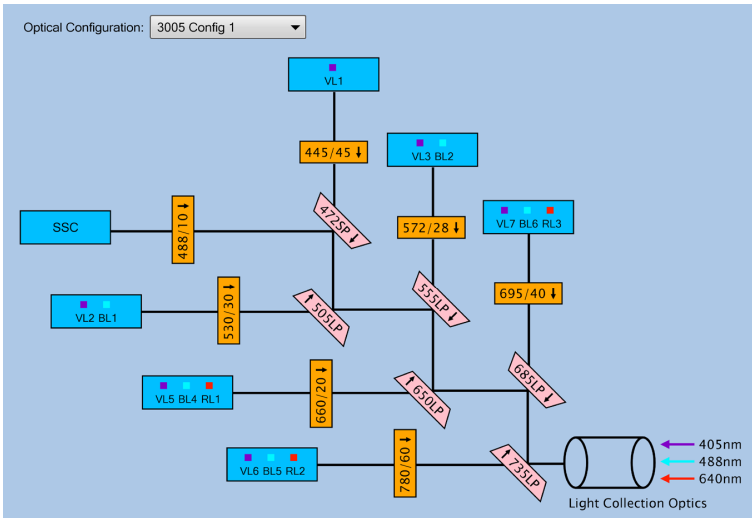 Optical Configuration: 3005 Config 1
VL1
445/45
VL3 BL2
472SP
572/28
VL7 BL6 RL3
SSC
488/10
695/40
VL2 BL1
530/30
505LP
555LP
VL5 BL4 RL1
660/20
650LP
685LP
VL6 BL5 RL2
780/60
735LP
405nm
488nm
640nm
Light Collection Optics